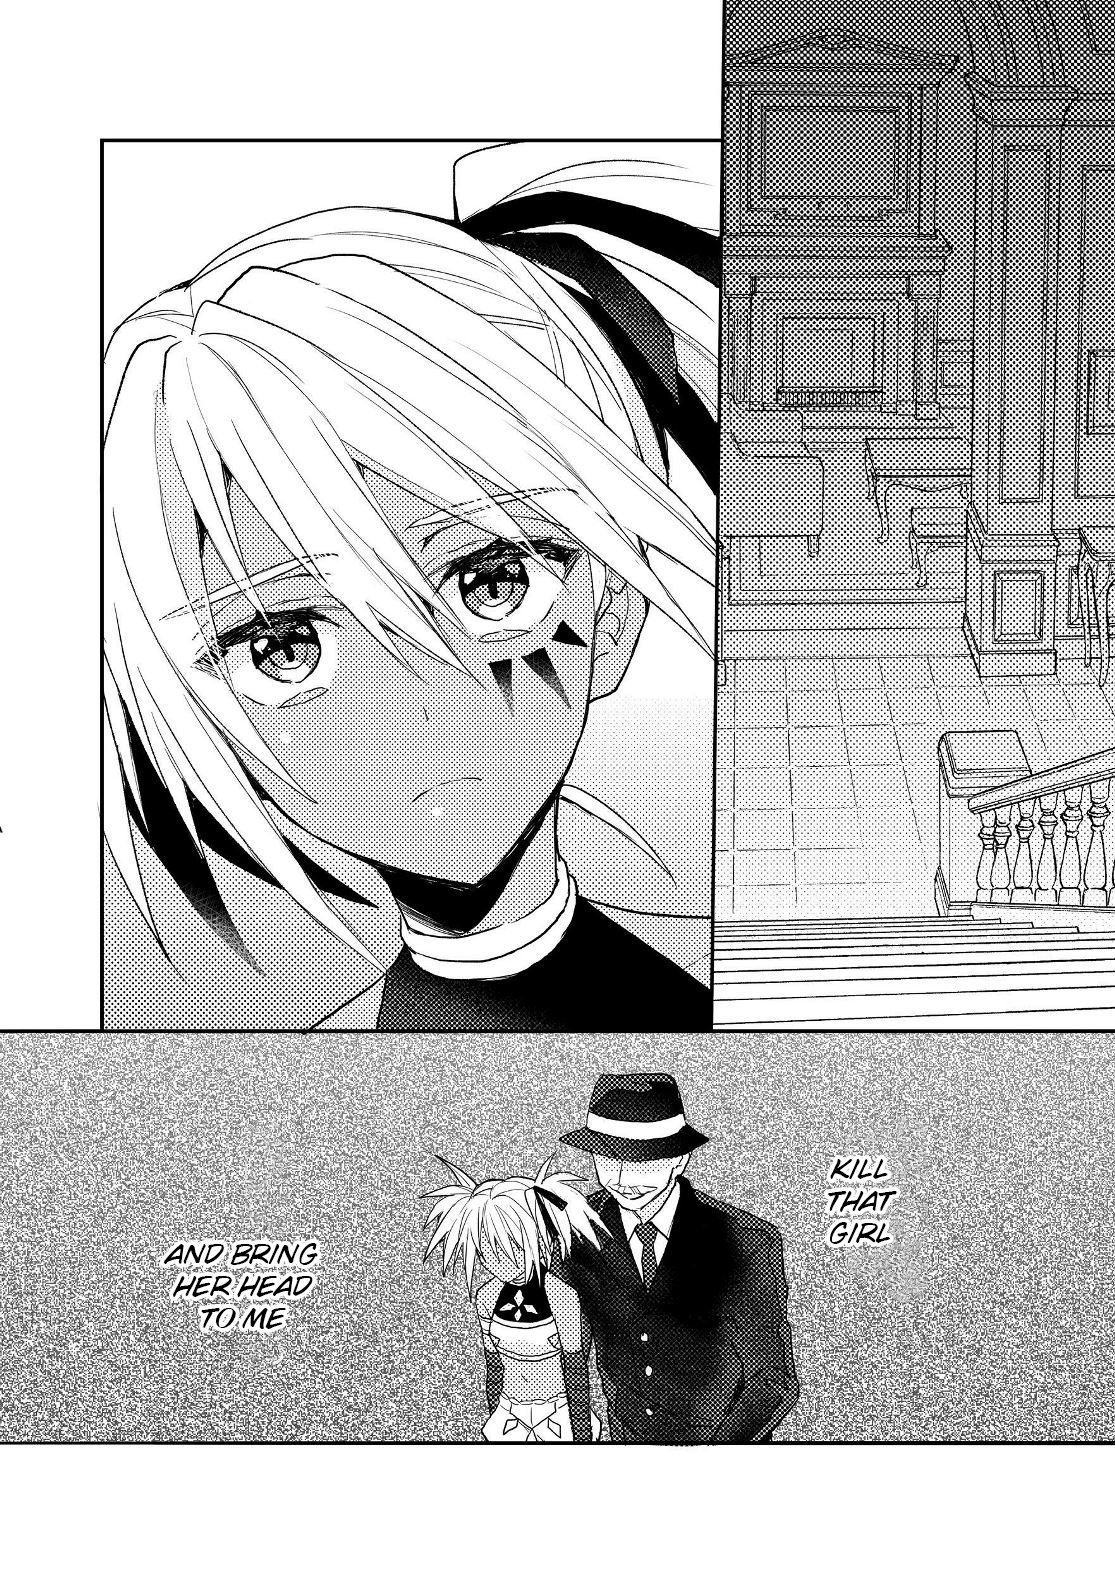 KILL
THAT
GIRL
AND BRING
HER HEAD
TO ME